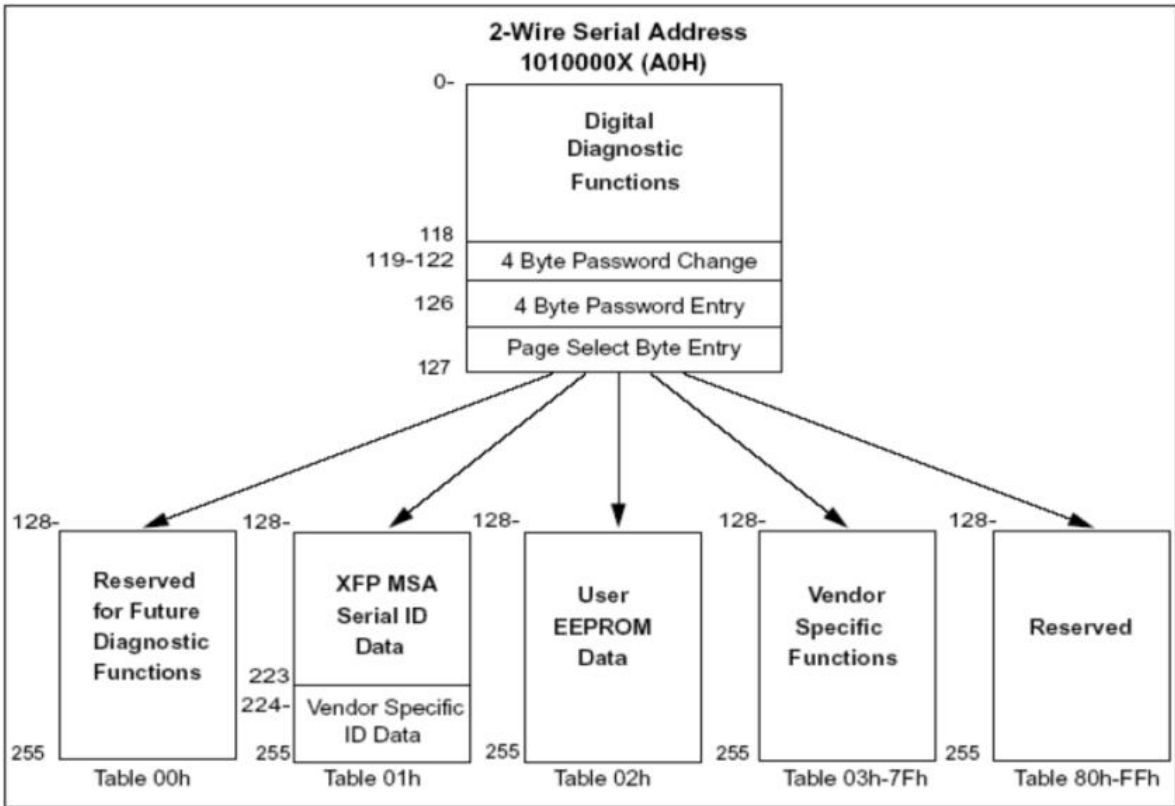 2-Wire Serial Address
1010000X (A0H)
0-
Digital
Diagnostic
Functions
118
119-122
4 Byte Password Change
126
4 Byte Password Entry
Page Select Byte Entry
127
128-
Reserved
for Future
Diagnostic
Functions
255
Table 00h
128-
XFP MSA
Serial ID
Data
223
224-
Vendor Specific
ID Data
255
Table 01h
128-
User
EEPROM
Data
255
Table 02h
128-
Vendor
Specific
Functions
255
Table 03h-7Fh
128-
Reserved
255
Table 80h-FFh